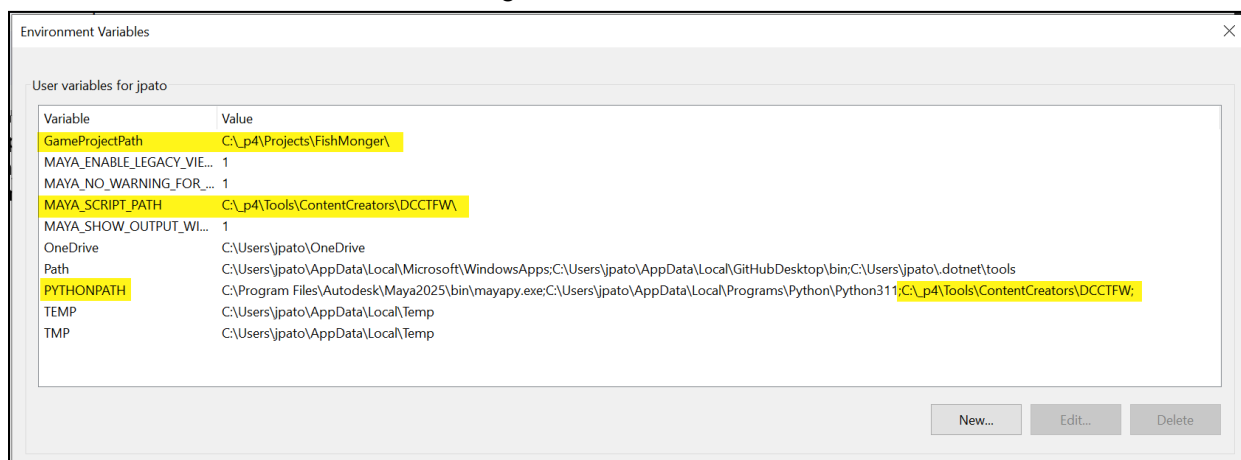 Environment Variables
User variables for jpato
Variable Value
GameProjectPath C:\_p4\Projects\FishMonger\
MAYA_ENABLE_LEGACY_VIE... 1
MAYA_NO_WARNING_FOR_... 1
MAYA_SCRIPT_PATH C:\_p4\Tools\ContentCreators\DCCTFW\
MAYA_SHOW_OUTPUT_WI... 1
OneDrive C:\Users\jpato\OneDrive
Path C:\Users\jpato\AppData\Local\Microsoft\WindowsApps;C:\Users\jpato\AppData\Local\GitHubDesktop\bin;C:\Users\jpato\.dotnet\tools
PYTHONPATH C:\Program Files\Autodesk\Maya2025\bin\mayapy.exe;C:\Users\jpato\AppData\Local\Programs\Python\Python311;C:\_p4\Tools\ContentCreators\DCCTFW;
TEMP C:\Users\jpato\AppData\Local\Temp
TMP C:\Users\jpato\AppData\Local\Temp
New... Edit... Delete